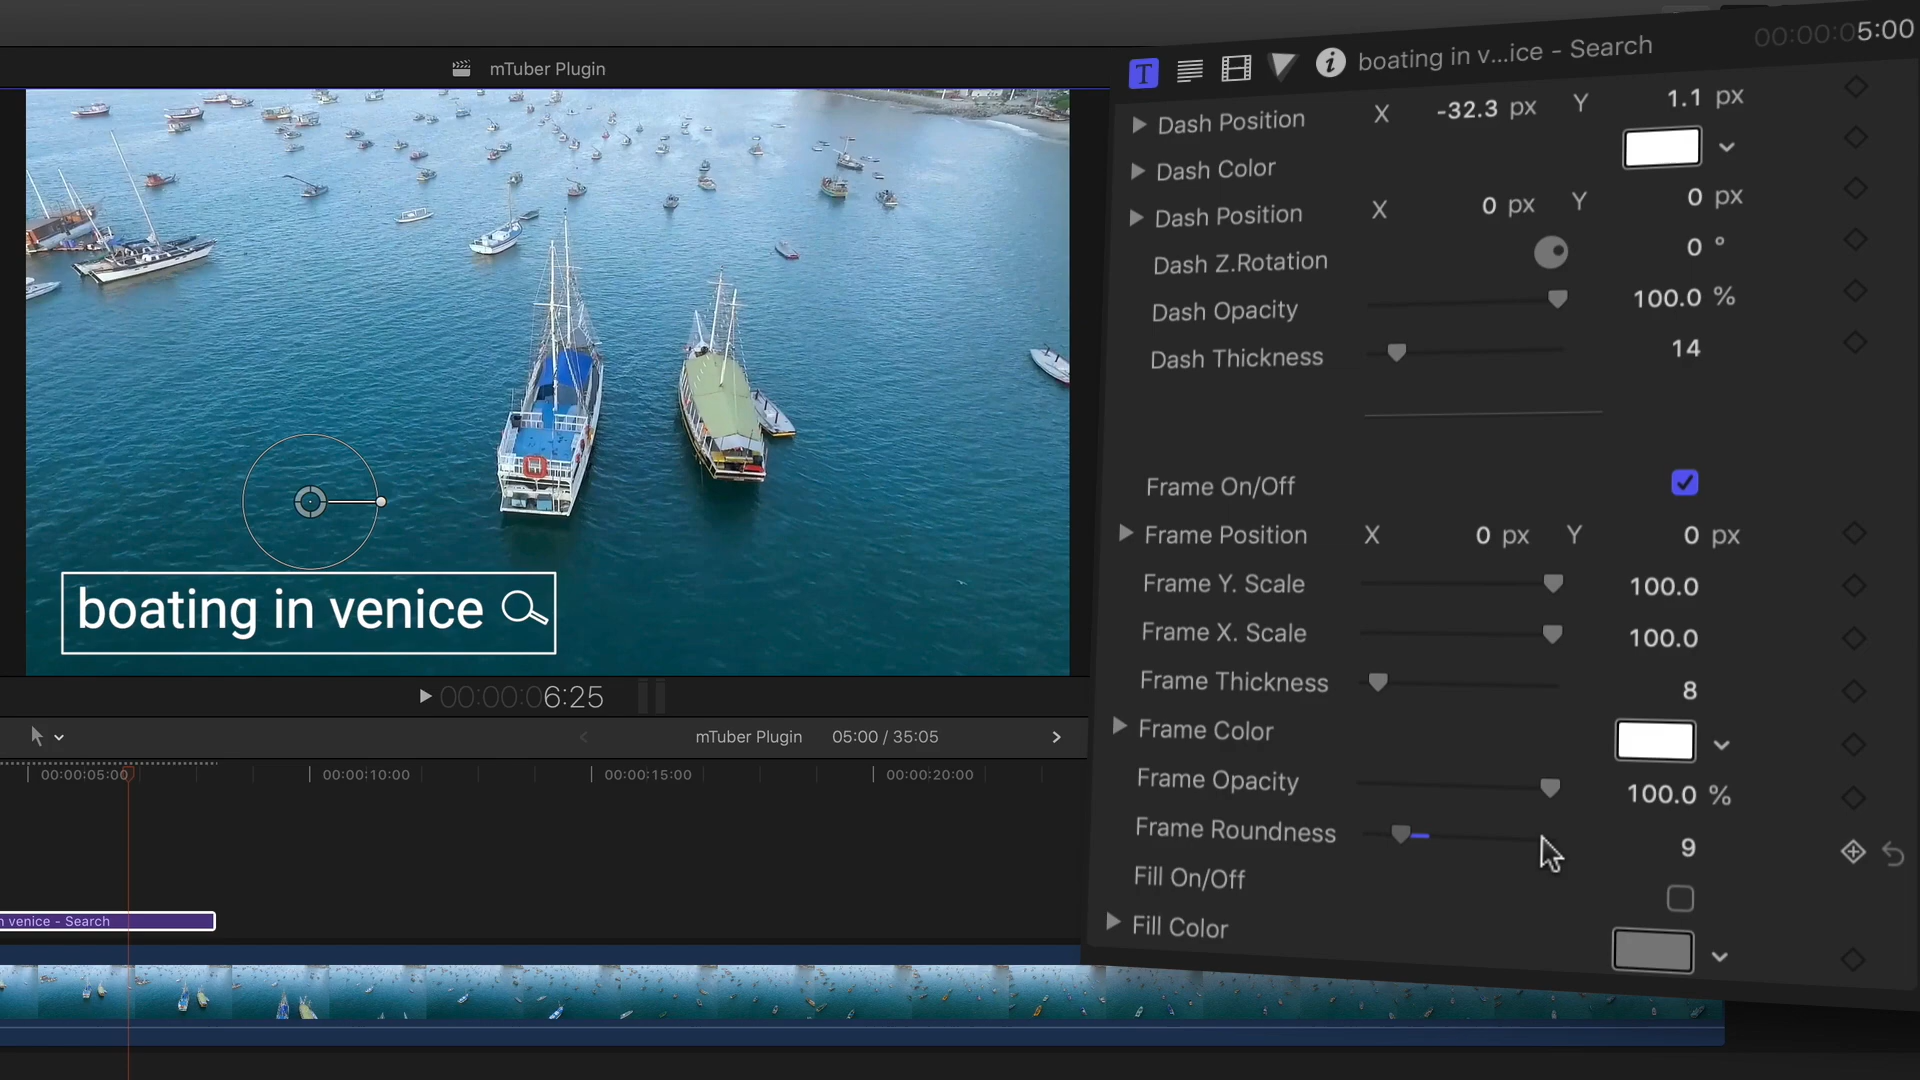 mTuber Plugin
boating in venice
00:00:06:25
mTuber Plugin 05:00 / 35:05
00:00:05:00 00:00:10:00 00:00:15:00 00:00:20:00
venice - Search
T i boating in v...ice - Search 00:00:05:00
Dash Position X -32.3 px Y 1.1 px
Dash Color
Dash Position X 0 px Y 0 px
Dash Z.Rotation 0 °
Dash Opacity 100.0 %
Dash Thickness 14
Frame On/Off
Frame Position X 0 px Y 0 px
Frame Y. Scale 100.0
Frame X. Scale 100.0
Frame Thickness 8
Frame Color
Frame Opacity 100.0 %
Frame Roundness 9
Fill On/Off
Fill Color